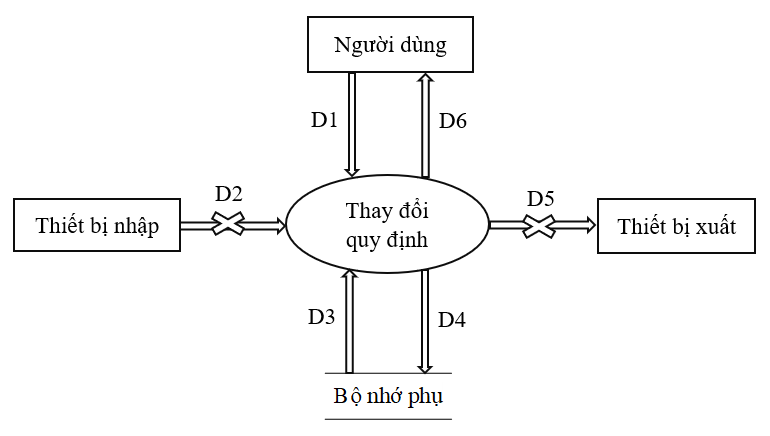 Người dùng
D1
D6
D2
D5
Thiết bị nhập
Thay đổi
quy định
Thiết bị xuất
D3
D4
Bộ nhớ phụ